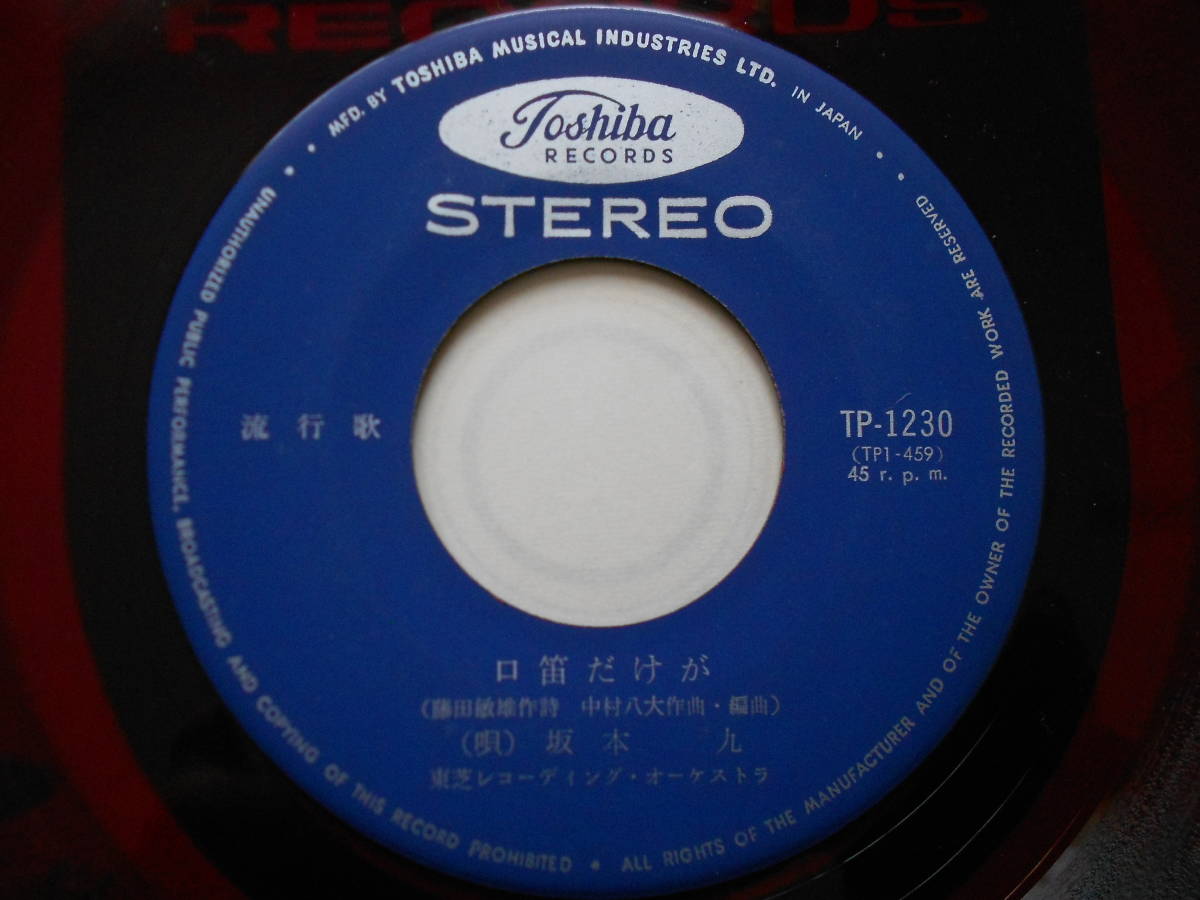 RECORDS
MFD. BY TOSHIBA MUSICAL INDUSTRIES LTD. IN JAPAN
Toshiba
RECORDS
STEREO
流行歌
TP-1230
(TP1-459)
45 r.p.m.
口笛だけが
(藤田敏雄作詩 中村八大作曲・編曲)
(唄) 坂本 九
東芝レコーディング・オーケストラ
UNAUTHORIZED PUBLIC PERFORMANCE, BROADCASTING AND COPYING OF THIS RECORD PROHIBITED • ALL RIGHTS OF THE MANUFACTURER AND OF THE OWNER OF THE RECORDED WORK ARE RESERVED